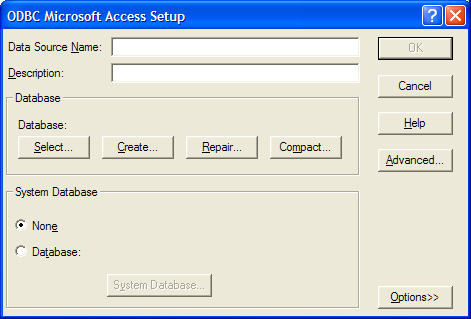 ODBC Microsoft Access Setup
Data Source Name:
OK
Description:
Cancel
Database
Database:
Select...
Create...
Repair...
Compact...
Help
Advanced...
System Database
None
Database:
System Database...
Options>>